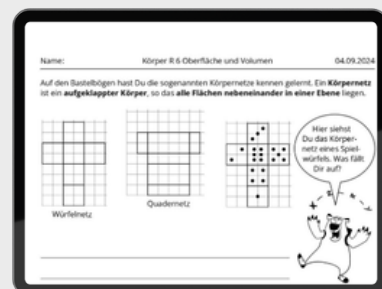 Name: Körper R 6 Oberfläche und Volumen 04.09.2024
Auf den Bastelbögen hast Du die sogenannten Körpernetze kennen gelernt. Ein Körpernetz
ist ein aufgeklappter Körper, so das alle Flächen nebeneinander in einer Ebene liegen.
Hier siehst
Du das Körper-
netz eines Spiel-
würfels. Was fällt
Dir auf?
Würfelnetz
Quadernetz